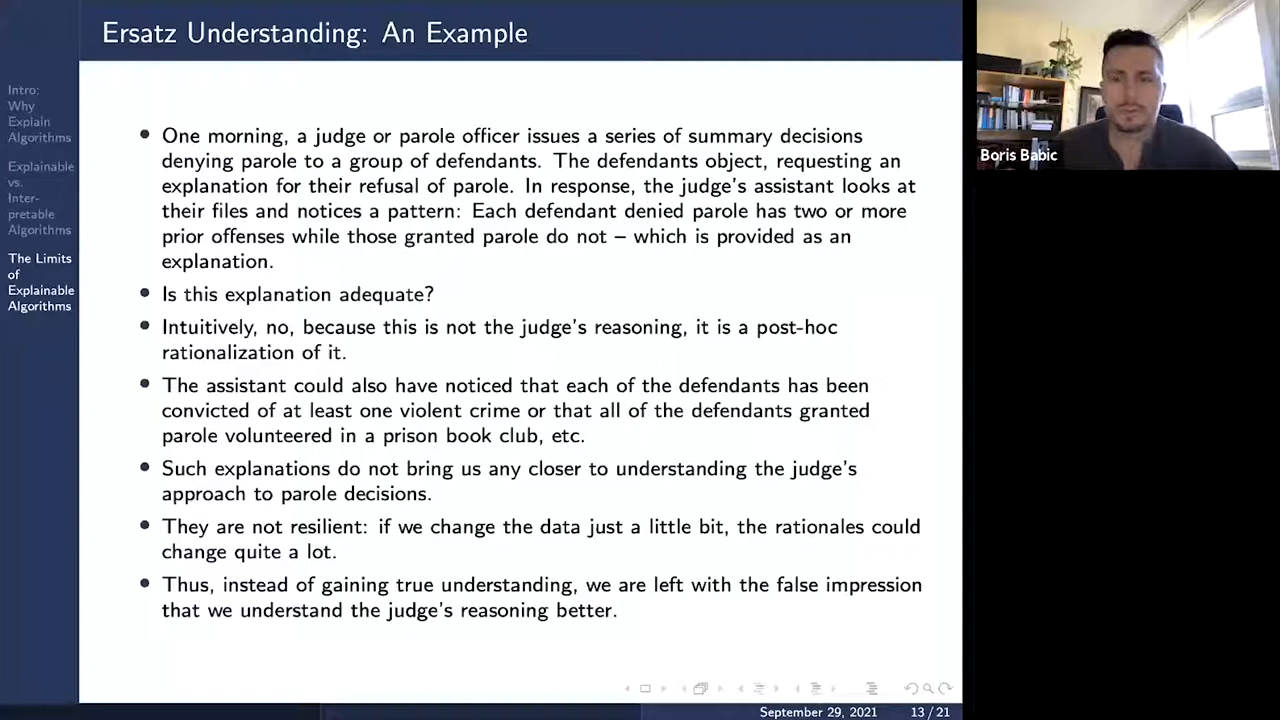 Ersatz Understanding: An Example
Intro:
Why
Explain
Algorithms
Explainable
vs.
Inter-
pretable
Algorithms
The Limits
of
Explainable
Algorithms
• One morning, a judge or parole officer issues a series of summary decisions
denying parole to a group of defendants. The defendants object, requesting an
explanation for their refusal of parole. In response, the judge's assistant looks at
their files and notices a pattern: Each defendant denied parole has two or more
prior offenses while those granted parole do not – which is provided as an
explanation.
• Is this explanation adequate?
• Intuitively, no, because this is not the judge's reasoning, it is a post-hoc
rationalization of it.
• The assistant could also have noticed that each of the defendants has been
convicted of at least one violent crime or that all of the defendants granted
parole volunteered in a prison book club, etc.
• Such explanations do not bring us any closer to understanding the judge's
approach to parole decisions.
• They are not resilient: if we change the data just a little bit, the rationales could
change quite a lot.
• Thus, instead of gaining true understanding, we are left with the false impression
that we understand the judge's reasoning better.
September 29, 2021 13 / 21
Boris Babic